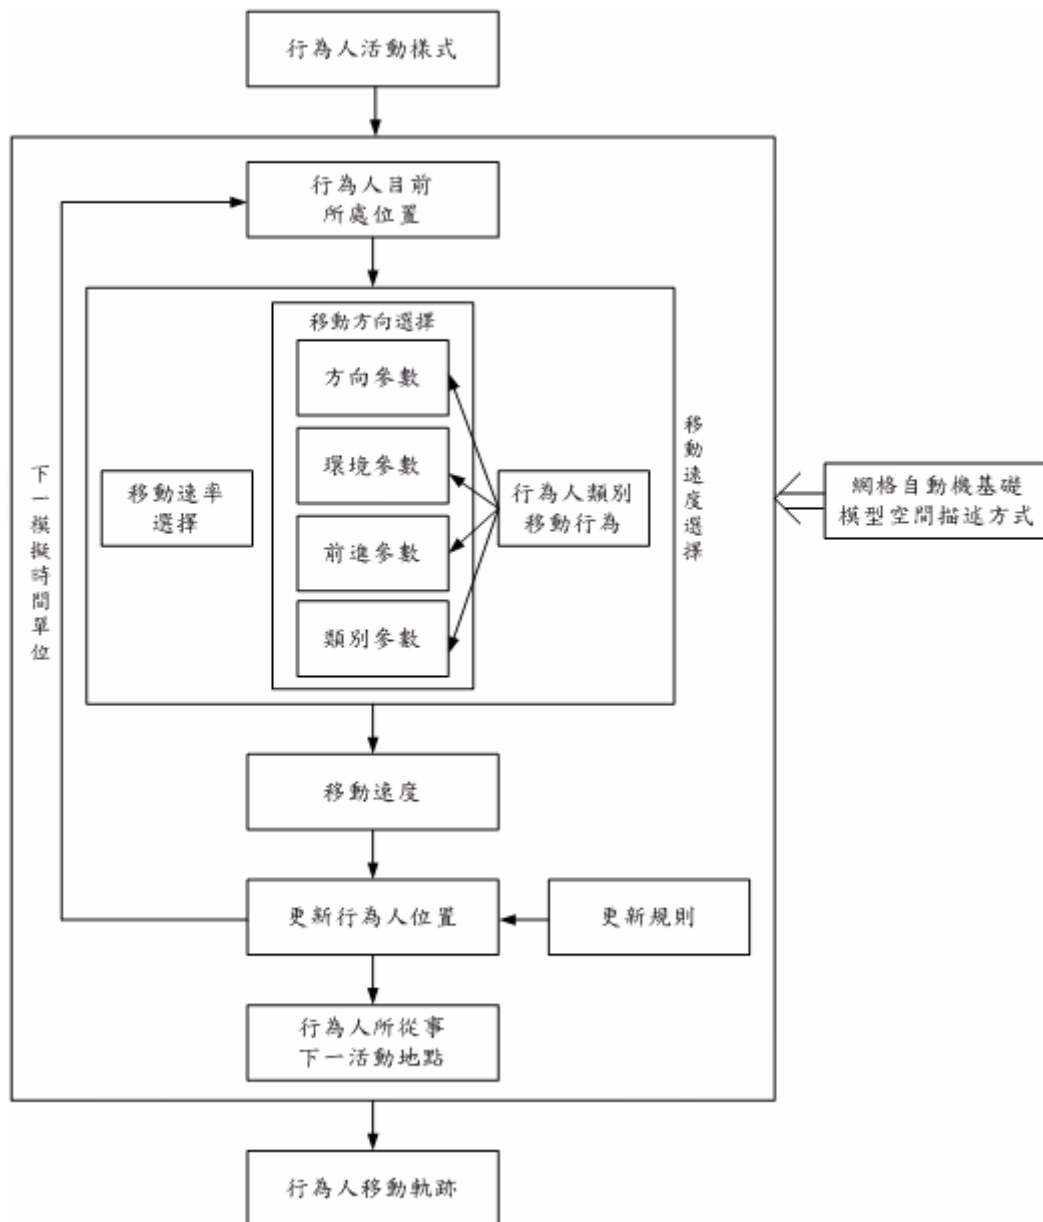 行為人活動樣式
行為人目前
所處位置
移動方向選擇
方向參數
環境參數
前進參數
類別參數
移動速率
選擇
行為人類別
移動行為
移動速度選擇
下一模擬時間單位
網格自動機基礎
模型空間描述方式
移動速度
更新行為人位置
更新規則
行為人所從事
下一活動地點
行為人移動軌跡